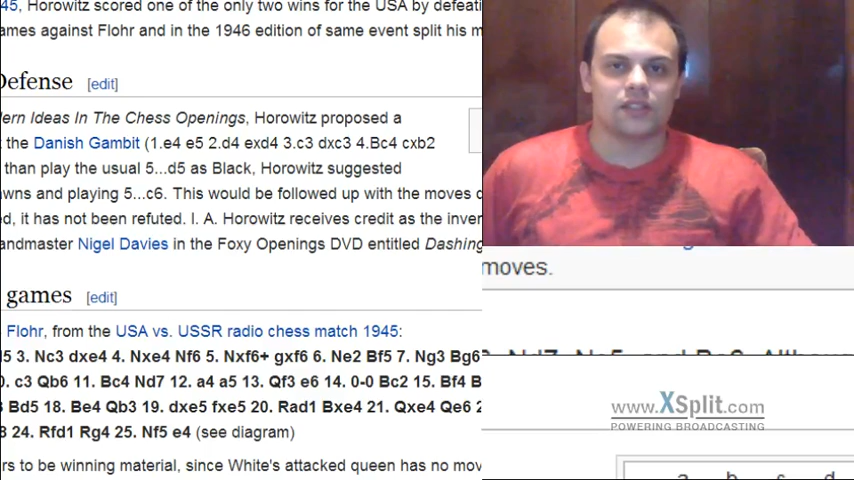 45, Horowitz scored one of the only two wins for the USA by defeati
ames against Flohr and in the 1946 edition of same event split his m
Defense [edit]
ern Ideas In The Chess Openings, Horowitz proposed a
t the Danish Gambit (1.e4 e5 2.d4 exd4 3.c3 dxc3 4.Bc4 cxb2
than play the usual 5...d5 as Black, Horowitz suggested
awns and playing 5...c6. This would be followed up with the moves d
ed, it has not been refuted. I. A. Horowitz receives credit as the inver
andmaster Nigel Davies in the Foxy Openings DVD entitled Dashing
games [edit]
Flohr, from the USA vs. USSR radio chess match 1945:
d5 3. Nc3 dxe4 4. Nxe4 Nf6 5. Nxf6+ gxf6 6. Ne2 Bf5 7. Ng3 Bg6
0. c3 Qb6 11. Bc4 Nd7 12. a4 a5 13. Qf3 e6 14. 0-0 Bc2 15. Bf4 B
3 Bd5 18. Be4 Qb3 19. dxe5 fxe5 20. Rad1 Bxe4 21. Qxe4 Qe6 2
8 24. Rfd1 Rg4 25. Nf5 e4 (see diagram)
rs to be winning material, since White's attacked queen has no mov
moves.
www.XSplit.com
POWERING BROADCASTING
a b c d